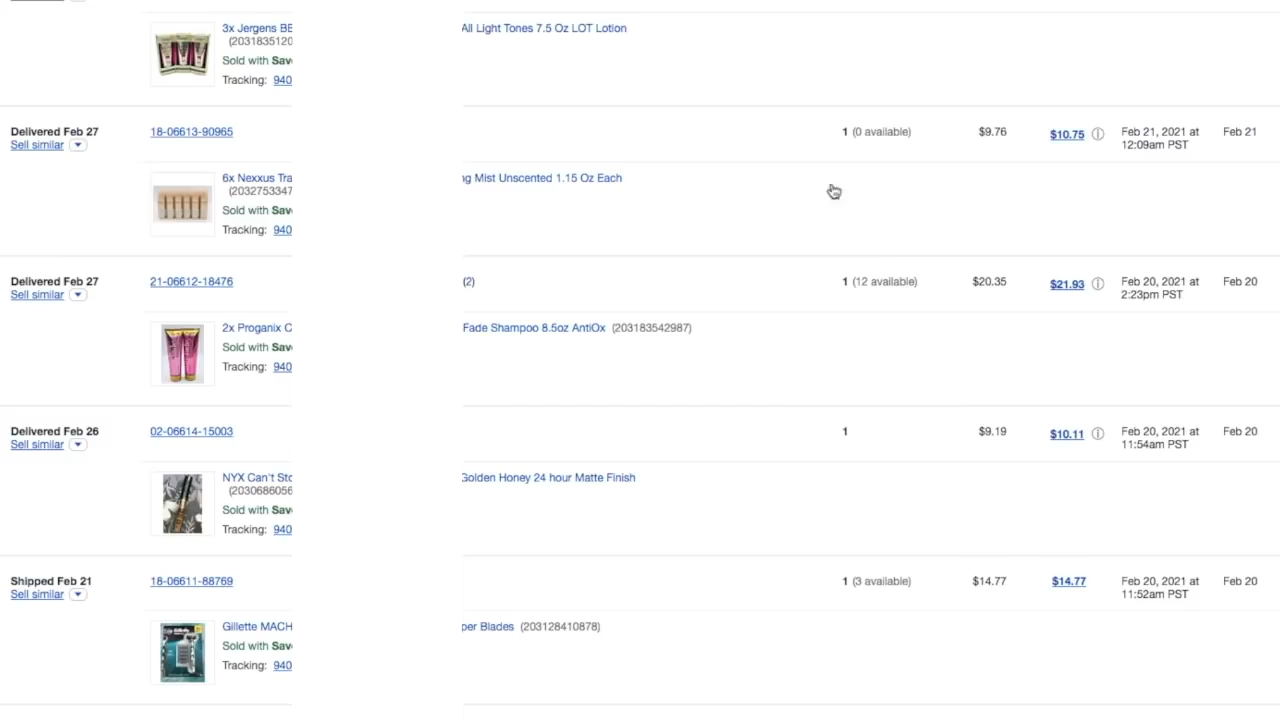 3x Jergens BE All Light Tones 7.5 Oz LOT Lotion
(2031835120
Sold with Save
Tracking: 940
Delivered Feb 27 18-06613-90965 1 (0 available) $9.76 $10.75 Feb 21, 2021 at Feb 21
Sell similar 12:09am PST
6x Nexxus Tra ng Mist Unscented 1.15 Oz Each
(2032753347
Sold with Save
Tracking: 940
Delivered Feb 27 21-06612-18476 (2) 1 (12 available) $20.35 $21.93 Feb 20, 2021 at Feb 20
Sell similar 2:23pm PST
2x Proganix C Fade Shampoo 8.5oz AntiOx (203183542987)
Sold with Save
Tracking: 940
Delivered Feb 26 02-06614-15003 1 $9.19 $10.11 Feb 20, 2021 at Feb 20
Sell similar 11:54am PST
NYX Can't Sto Golden Honey 24 hour Matte Finish
(2030686056
Sold with Save
Tracking: 940
Shipped Feb 21 18-06611-88769 1 (3 available) $14.77 $14.77 Feb 20, 2021 at Feb 20
Sell similar 11:52am PST
Gillette MACH per Blades (203128410878)
Sold with Save
Tracking: 940